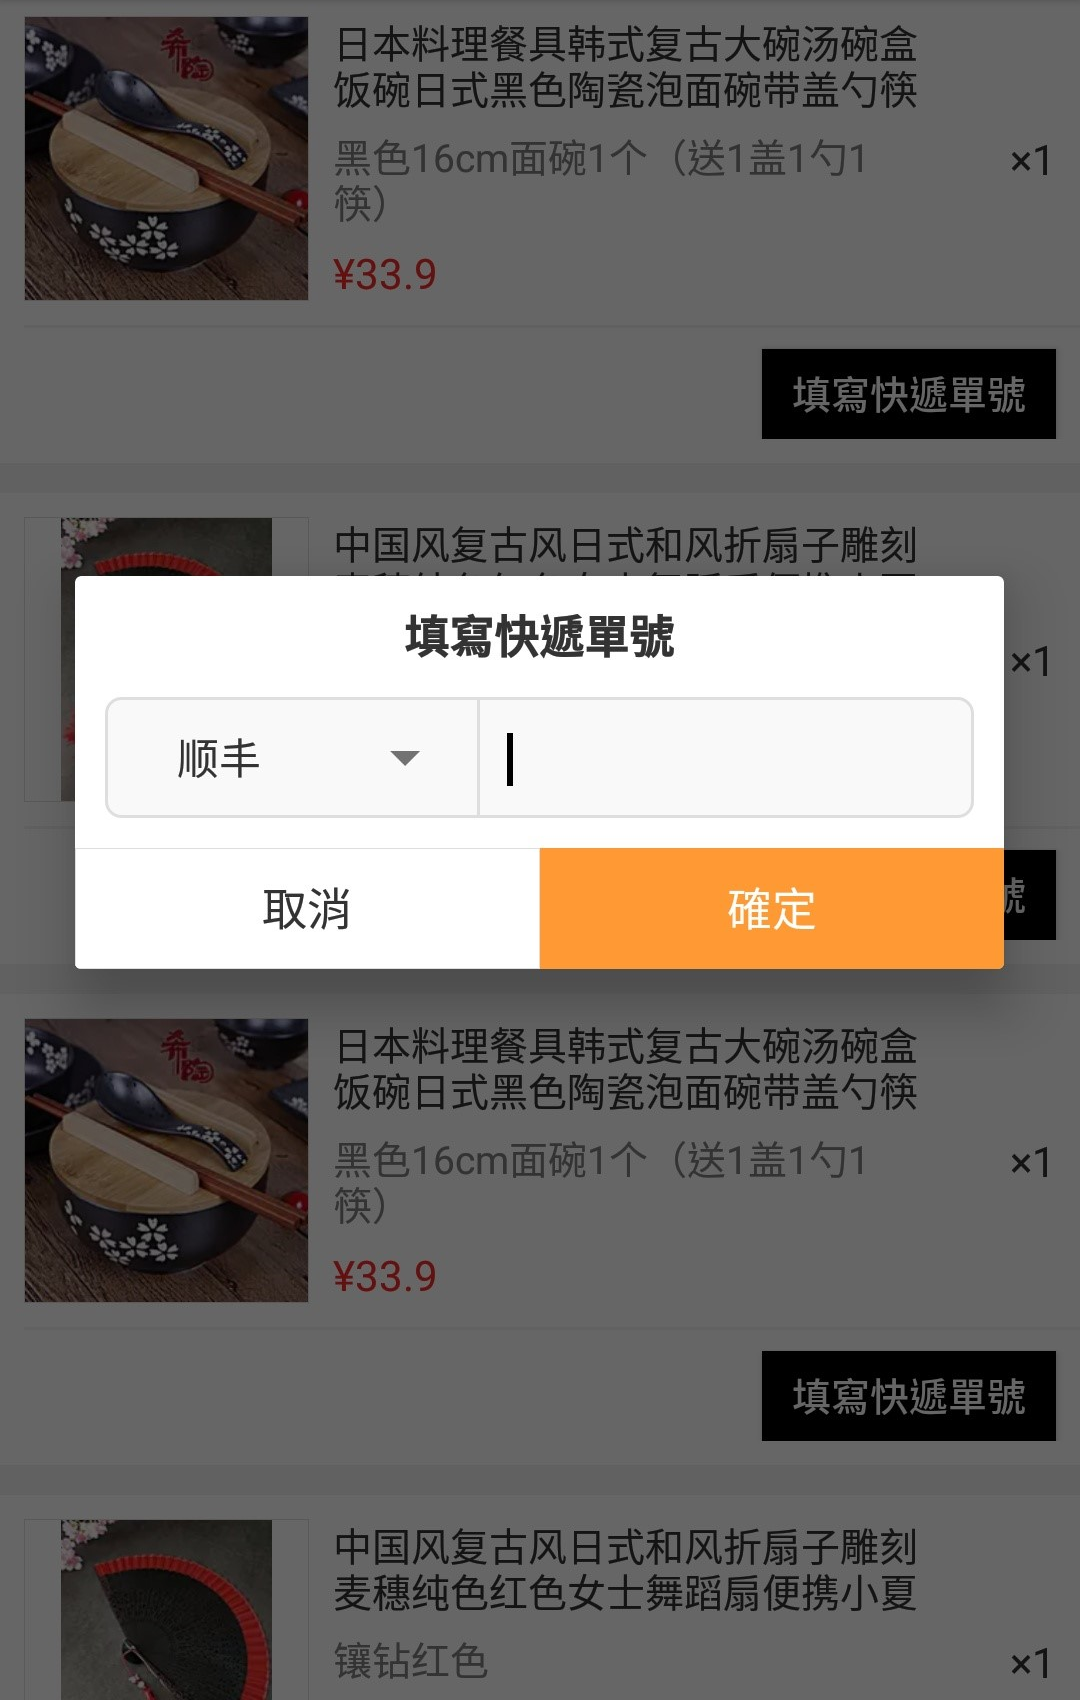 希陶
日本料理餐具韩式复古大碗汤碗盒
饭碗日式黑色陶瓷泡面碗带盖勺筷
黑色16cm面碗1个（送1盖1勺1
筷）
×1
¥33.9
填寫快遞單號
中国风复古风日式和风折扇子雕刻
×1
填寫快遞單號
顺丰
取消
確定
號
希陶
日本料理餐具韩式复古大碗汤碗盒
饭碗日式黑色陶瓷泡面碗带盖勺筷
黑色16cm面碗1个（送1盖1勺1
筷）
×1
¥33.9
填寫快遞單號
中国风复古风日式和风折扇子雕刻
麦穗纯色红色女士舞蹈扇便携小夏
镶钻红色
×1